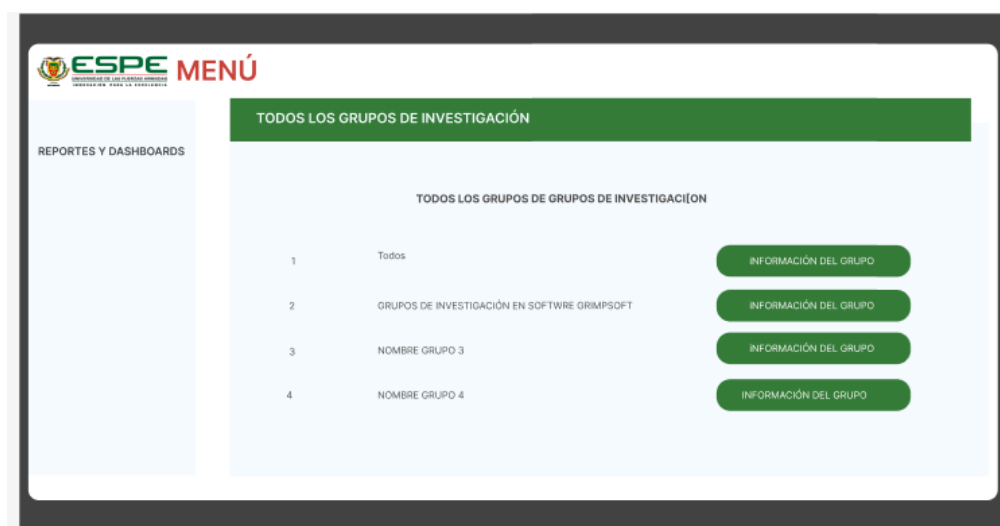 ESPE MENÚ
UNIVERSIDAD DE LAS FUERZAS ARMADAS
INNOVACIÓN PARA LA EXCELENCIA
TODOS LOS GRUPOS DE INVESTIGACIÓN
REPORTES Y DASHBOARDS
TODOS LOS GRUPOS DE GRUPOS DE INVESTIGACI[ON
1 Todos INFORMACIÓN DEL GRUPO
2 GRUPOS DE INVESTIGACIÓN EN SOFTWRE GRIMPSOFT INFORMACIÓN DEL GRUPO
3 NOMBRE GRUPO 3 INFORMACIÓN DEL GRUPO
4 NOMBRE GRUPO 4 INFORMACIÓN DEL GRUPO